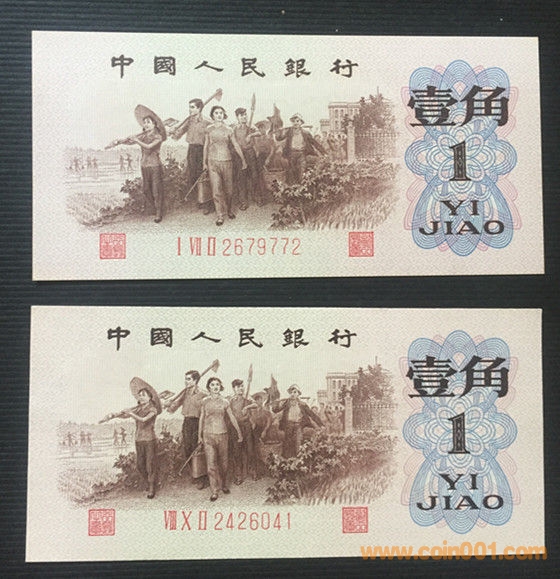 中國人民銀行
壹角
1
YI
JIAO
I VII II 2679772
中國人民銀行
壹角
1
YI
JIAO
VIII X II 2426041
www.coin001.com